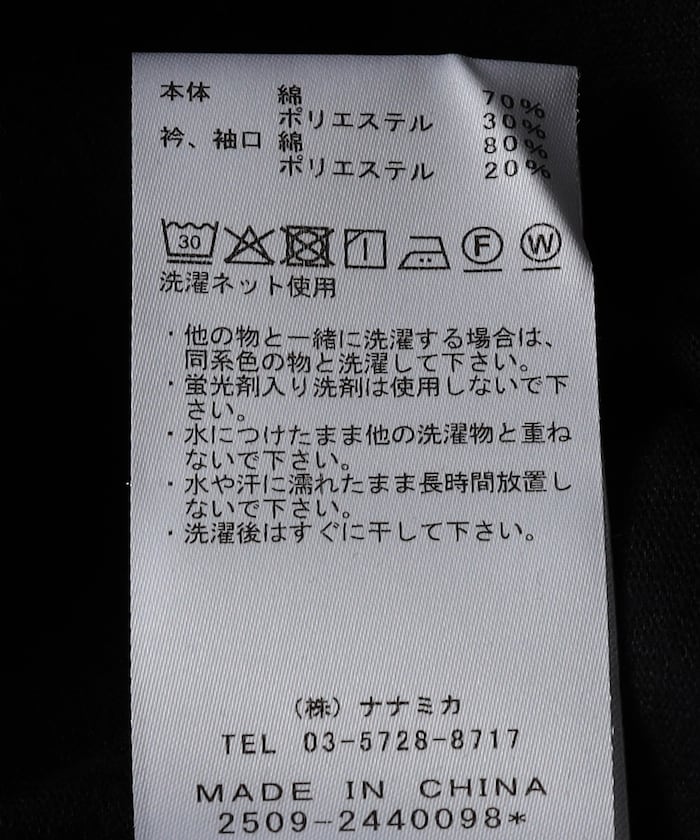 本体 綿 70%
ポリエステル 30%
衿、袖口 綿 80%
ポリエステル 20%
30 F W
洗濯ネット使用
・他の物と一緒に洗濯する場合は、
同系色の物と洗濯して下さい。
・蛍光剤入り洗剤は使用しないで下
さい。
・水につけたまま他の洗濯物と重ね
ないで下さい。
・水や汗に濡れたまま長時間放置し
ないで下さい。
・洗濯後はすぐに干して下さい。
（株）ナナミカ
TEL 03-5728-8717
MADE IN CHINA
2509-2440098*